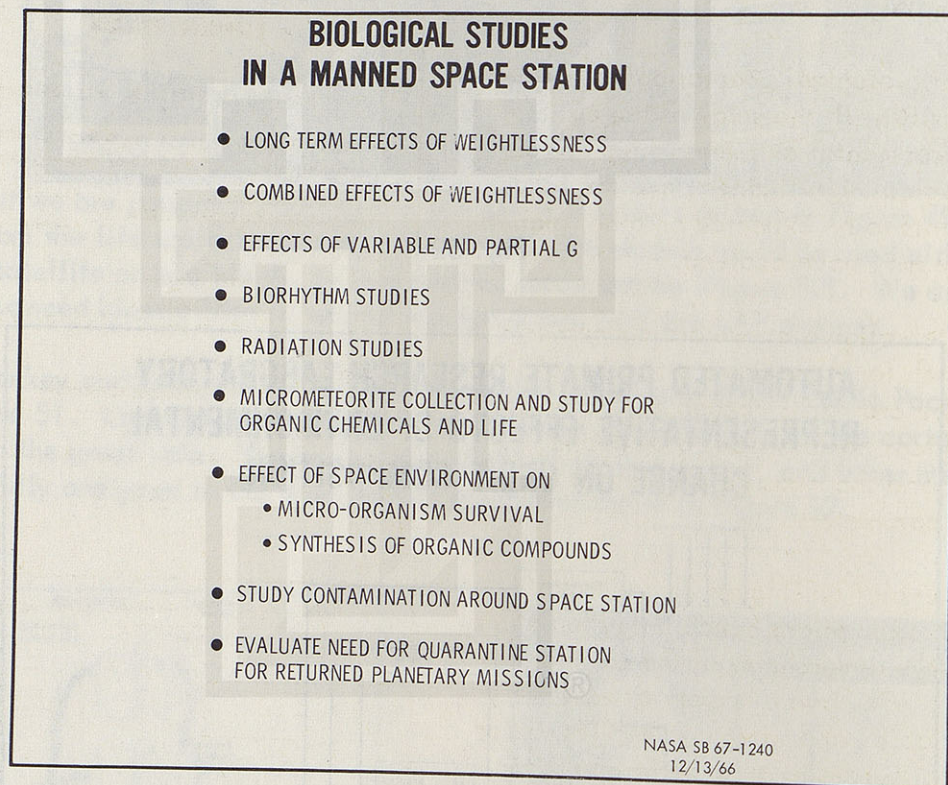 BIOLOGICAL STUDIES
IN A MANNED SPACE STATION
● LONG TERM EFFECTS OF WEIGHTLESSNESS
● COMBINED EFFECTS OF WEIGHTLESSNESS
● EFFECTS OF VARIABLE AND PARTIAL G
● BIORHYTHM STUDIES
● RADIATION STUDIES
● MICROMETEORITE COLLECTION AND STUDY FOR
ORGANIC CHEMICALS AND LIFE
● EFFECT OF SPACE ENVIRONMENT ON
• MICRO-ORGANISM SURVIVAL
• SYNTHESIS OF ORGANIC COMPOUNDS
● STUDY CONTAMINATION AROUND SPACE STATION
● EVALUATE NEED FOR QUARANTINE STATION
FOR RETURNED PLANETARY MISSIONS
®
NASA SB 67-1240
12/13/66
AUTOMATED PRIMATE RESEARCH LABORATORY